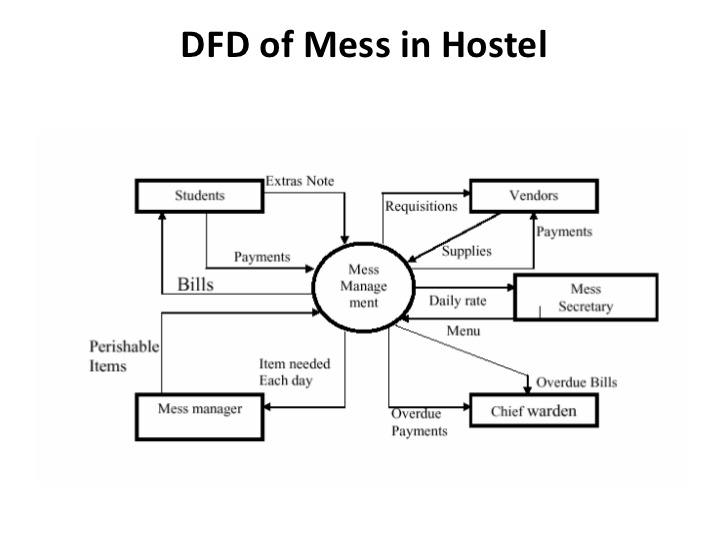 DFD of Mess in Hostel
Extras Note
Students
Vendors
Requisitions
Payments
Supplies
Payments
Mess
Manage
ment
Bills
Mess
Secretary
Daily rate
Menu
Perishable
Items
Item needed
Each day
Overdue Bills
Mess manager
Chief warden
Overdue
Payments